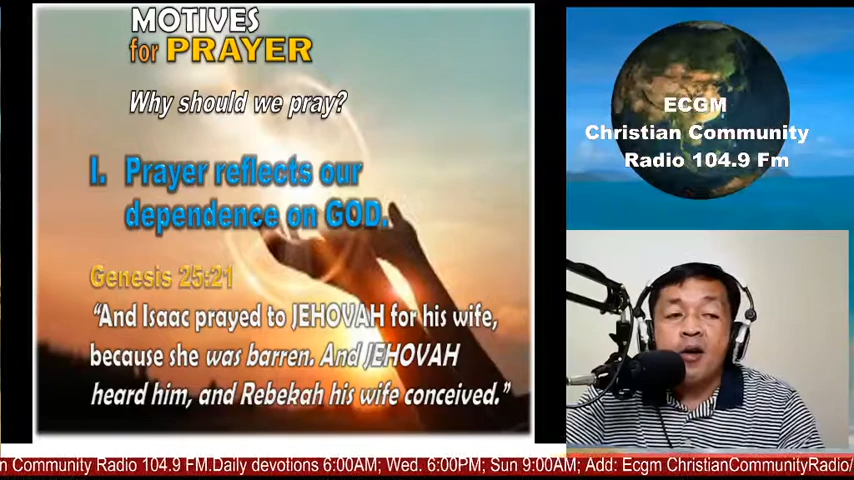 MOTIVES
for PRAYER
Why should we pray?
I. Prayer reflects our
dependence on GOD.
Genesis 25:21
“And Isaac prayed to JEHOVAH for his wife,
because she was barren. And JEHOVAH
heard him, and Rebekah his wife conceived.”
ECGM
Christian Community
Radio 104.9 Fm
n Community Radio 104.9 FM.Daily devotions 6:00AM; Wed. 6:00PM; Sun 9:00AM; Add: Ecgm ChristianCommunityRadio/